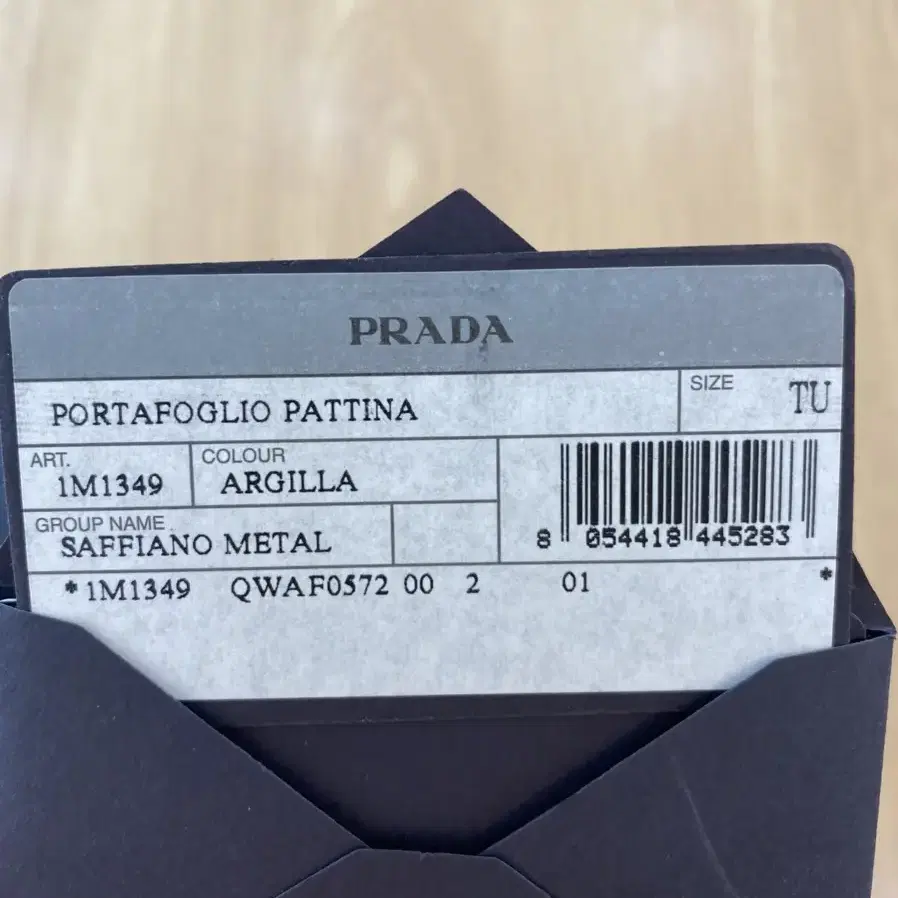 PRADA
PORTAFOGLIO PATTINA
SIZE
TU
ART.
1M1349
COLOUR
ARGILLA
GROUP NAME
SAFFIANO METAL
8 054418 445283
*1M1349 QWAF0572 00 2 01 *